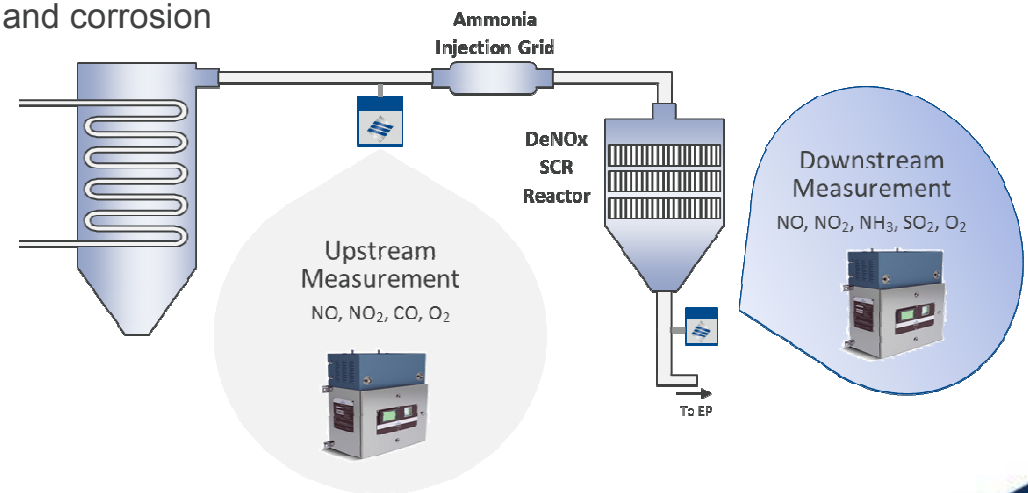 and corrosion
Ammonia
Injection Grid
DeNOx
SCR
Reactor
Upstream
Measurement
NO, NO₂, CO, O₂
Downstream
Measurement
NO, NO₂, NH₃, SO₂, O₂
To EP